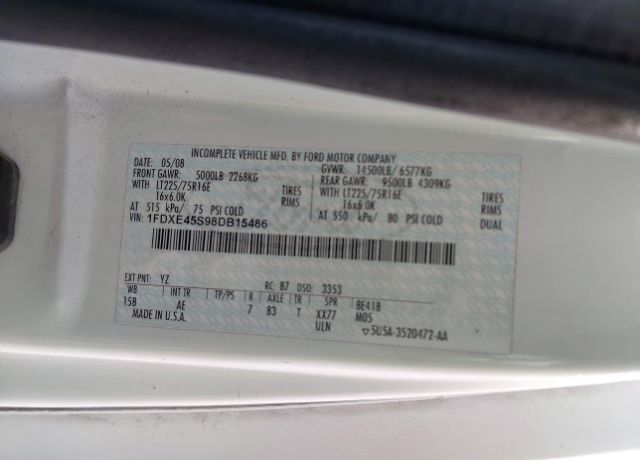 INCOMPLETE VEHICLE MFD. BY FORD MOTOR COMPANY
DATE: 05/08 GVWR: 14500LB/ 6577KG
FRONT GAWR: 5000LB 2268KG REAR GAWR: 9500LB 4309KG
WITH LT225/75R16E TIRES WITH LT225/75R16E TIRES
16x6.0K RIMS 16x6.0K RIMS
AT 515 kPa/ 75 PSI COLD AT 550 kPa/ 80 PSI COLD DUAL
VIN: 1FDXE45S98DB15466
EXT PNT: YZ RC: 87 DSO: 3353
WB INT TR TP/PS R AXLE TR SPR BE41B
158 AE 7 83 T XX77 M05
MADE IN U.S.A. ULN ▽5U5A-3520472-AA